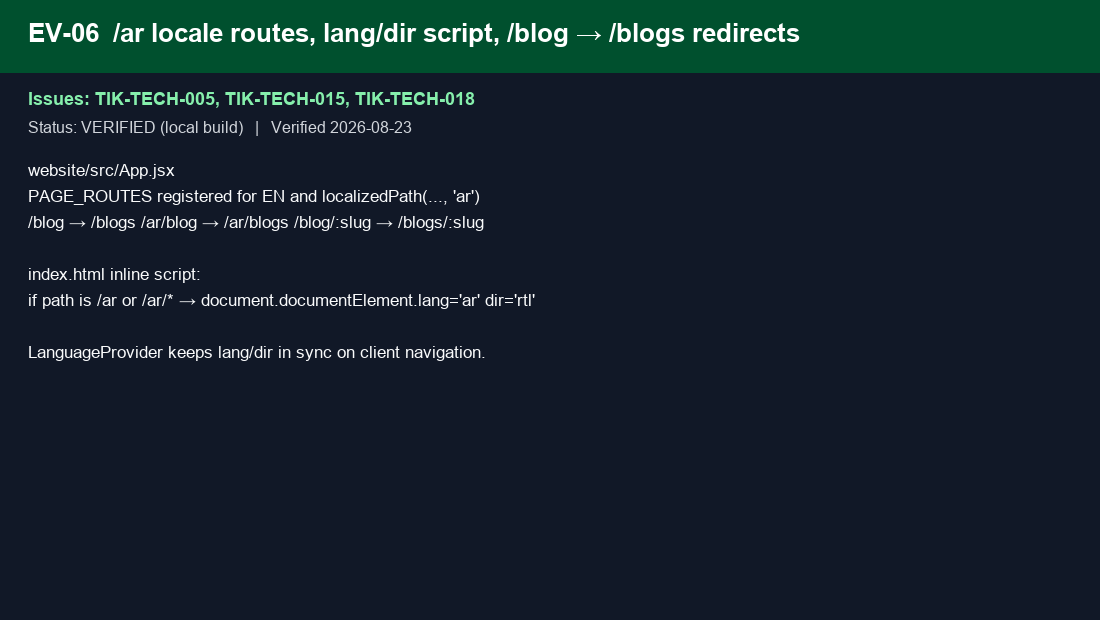 EV-06 /ar locale routes, lang/dir script, /blog → /blogs redirects
Issues: TIK-TECH-005, TIK-TECH-015, TIK-TECH-018
Status: VERIFIED (local build) | Verified 2026-08-23
website/src/App.jsx
PAGE_ROUTES registered for EN and localizedPath(..., 'ar')
/blog → /blogs /ar/blog → /ar/blogs /blog/:slug → /blogs/:slug
index.html inline script:
if path is /ar or /ar/* → document.documentElement.lang='ar' dir='rtl'
LanguageProvider keeps lang/dir in sync on client navigation.